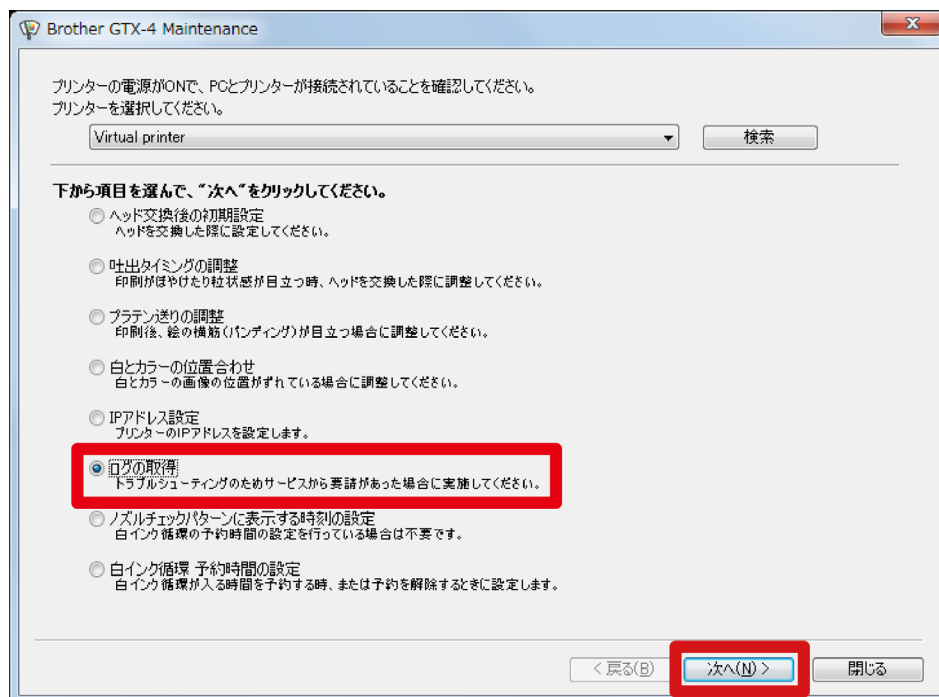 Brother GTX-4 Maintenance
プリンターの電源がONで、PCとプリンターが接続されていることを確認してください。
プリンターを選択してください。
Virtual printer
検索
下から項目を選んで、“次へ“をクリックしてください。
ヘッド交換後の初期設定
ヘッドを交換した際に設定してください。
吐出タイミングの調整
印刷がぼやけたり粒状感が目立つ時、ヘッドを交換した際に調整してください。
プラテン送りの調整
印刷後、絵の横筋(バンディング)が目立つ場合に調整してください。
白とカラーの位置合わせ
白とカラーの画像の位置がずれている場合に調整してください。
IPアドレス設定
プリンターのIPアドレスを設定します。
ログの取得
トラブルシューティングのためサービスから要請があった場合に実施してください。
ノズルチェックパターンに表示する時刻の設定
白インク循環の予約時間の設定を行っている場合は不要です。
白インク循環 予約時間の設定
白インク循環が入る時間を予約する時、または予約を解除するときに設定します。
< 戻る(B)
次へ(N) >
閉じる